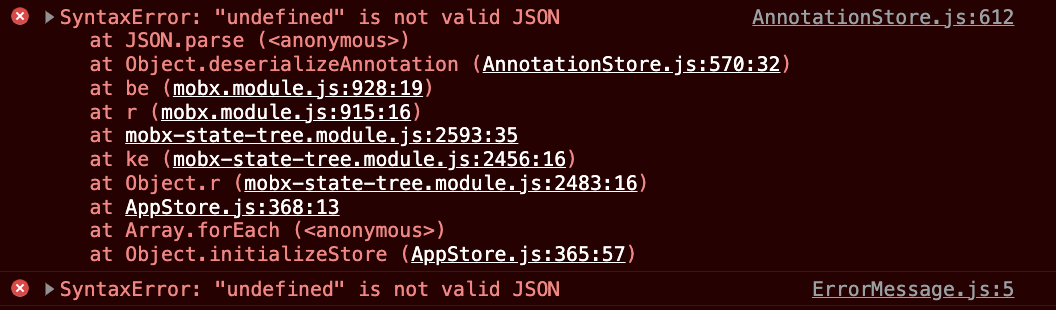 SyntaxError: "undefined" is not valid JSON AnnotationStore.js:612
at JSON.parse (<anonymous>)
at Object.deserializeAnnotation (AnnotationStore.js:570:32)
at be (mobx.module.js:928:19)
at r (mobx.module.js:915:16)
at mobx-state-tree.module.js:2593:35
at ke (mobx-state-tree.module.js:2456:16)
at Object.r (mobx-state-tree.module.js:2483:16)
at AppStore.js:368:13
at Array.forEach (<anonymous>)
at Object.initializeStore (AppStore.js:365:57)
SyntaxError: "undefined" is not valid JSON ErrorMessage.js:5